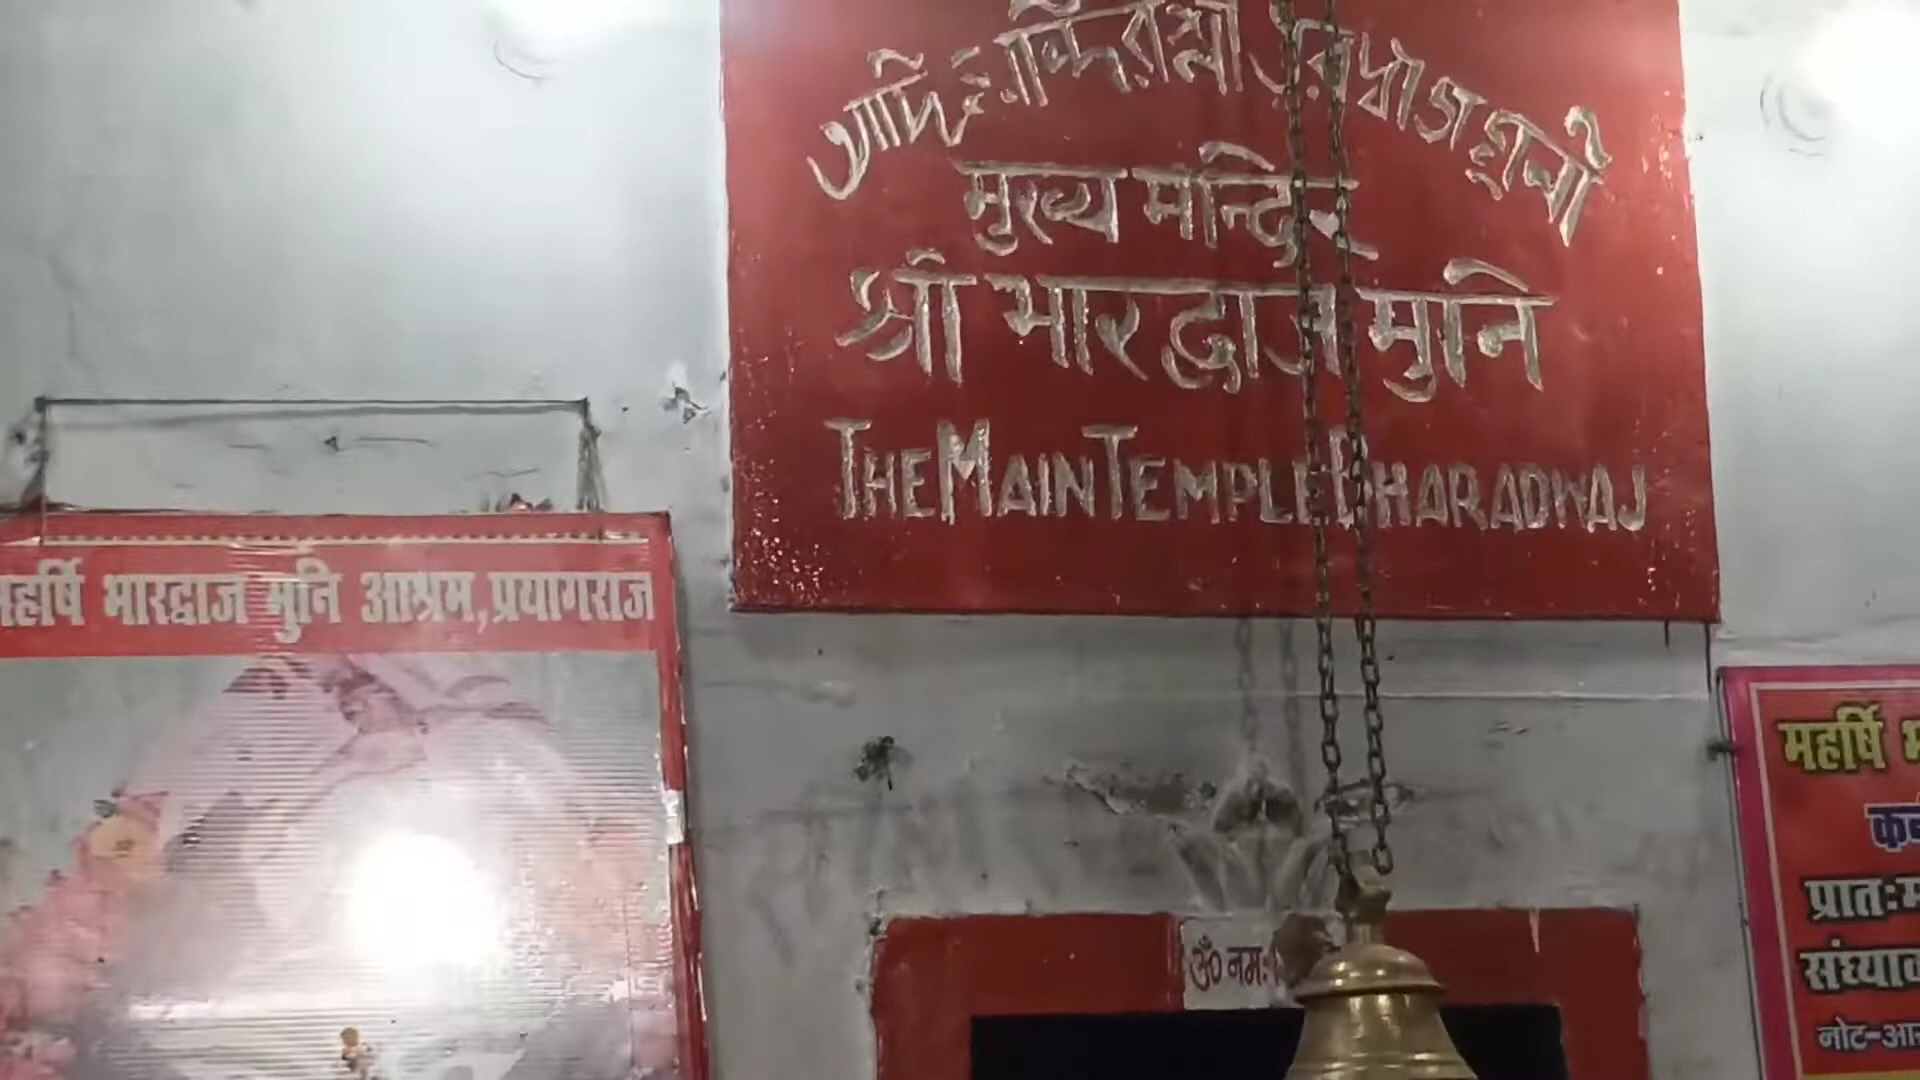 मुख्य मन्दिर
श्री भारद्वाज मुनि
THE MAIN TEMPLE BHARADWAJ
महर्षि भारद्वाज मुनि आश्रम,प्रयागराज
ॐ नमः
महर्षि
प्रातः
नोट-